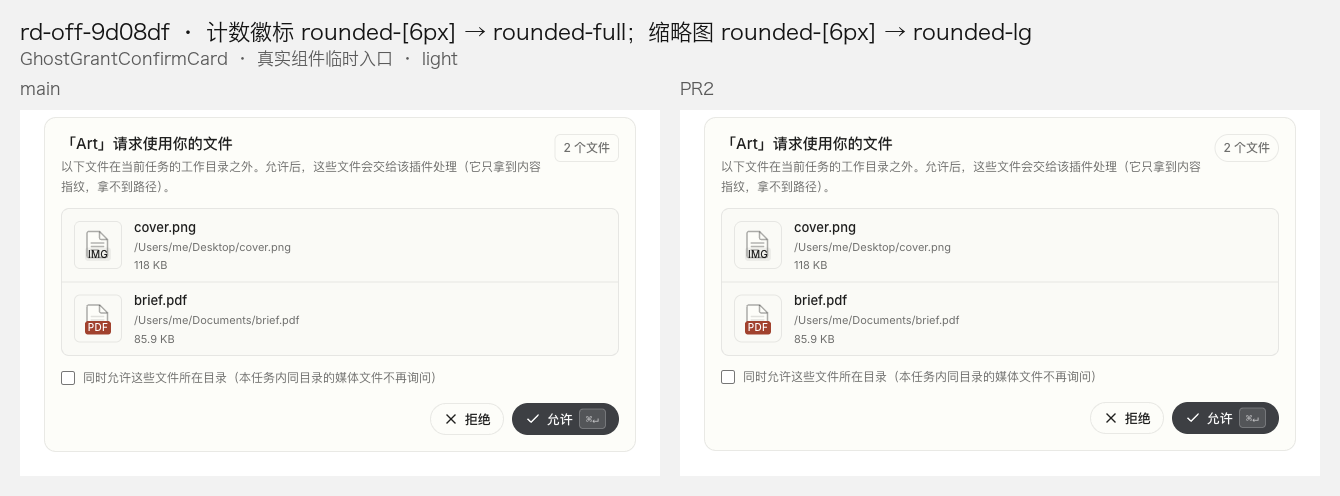 rd-off-9d08df · 计数徽标 rounded-[6px] → rounded-full；缩略图 rounded-[6px] → rounded-lg
GhostGrantConfirmCard · 真实组件临时入口 · light
main
「Art」请求使用你的文件
2 个文件
以下文件在当前任务的工作目录之外。允许后，这些文件会交给该插件处理（它只拿到内容
指纹，拿不到路径）。
IMG
cover.png
/Users/me/Desktop/cover.png
118 KB
PDF
brief.pdf
/Users/me/Documents/brief.pdf
85.9 KB
同时允许这些文件所在目录（本任务内同目录的媒体文件不再询问）
拒绝
允许 ⌘↵
PR2
「Art」请求使用你的文件
2 个文件
以下文件在当前任务的工作目录之外。允许后，这些文件会交给该插件处理（它只拿到内容
指纹，拿不到路径）。
IMG
cover.png
/Users/me/Desktop/cover.png
118 KB
PDF
brief.pdf
/Users/me/Documents/brief.pdf
85.9 KB
同时允许这些文件所在目录（本任务内同目录的媒体文件不再询问）
拒绝
允许 ⌘↵